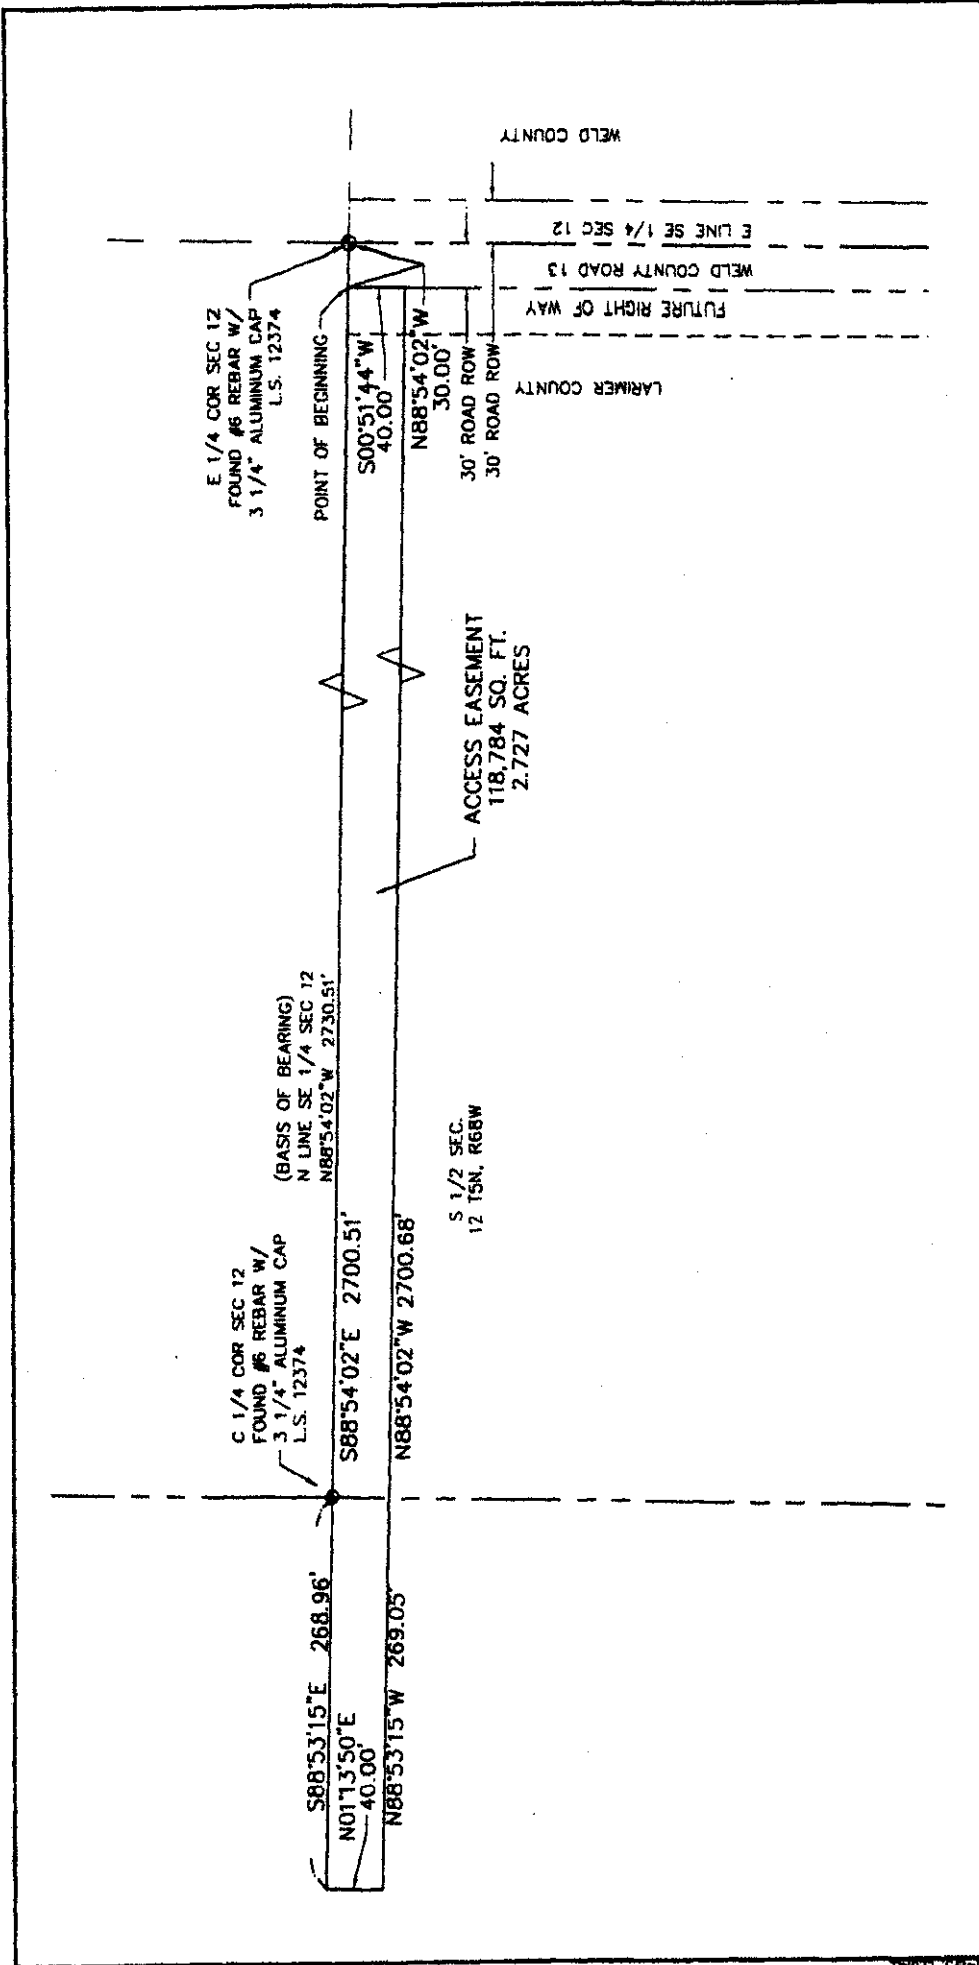 E 1/4 COR SEC 12
FOUND #6 REBAR W/
3 1/4" ALUMINUM CAP
L.S. 12374
POINT OF BEGINNING
S00°51'44"W
40.00'
N88°54'02"W
30.00'
30' ROAD ROW
30' ROAD ROW
WELD COUNTY
E LINE SE 1/4 SEC 12
WELD COUNTY ROAD 13
FUTURE RIGHT OF WAY
LARIMER COUNTY
ACCESS EASEMENT
118,784 SQ. FT.
2.727 ACRES
(BASIS OF BEARING)
N LINE SE 1/4 SEC 12
N88°54'02"W 2730.51'
C 1/4 COR SEC 12
FOUND #6 REBAR W/
3 1/4" ALUMINUM CAP
L.S. 12374
S88°54'02"E 2700.51'
N88°54'02"W 2700.68'
S 1/2 SEC.
12 T5N, R68W
S88°53'15"E 268.96'
N01°13'50"E
40.00'
N88°53'15"W 269.05'